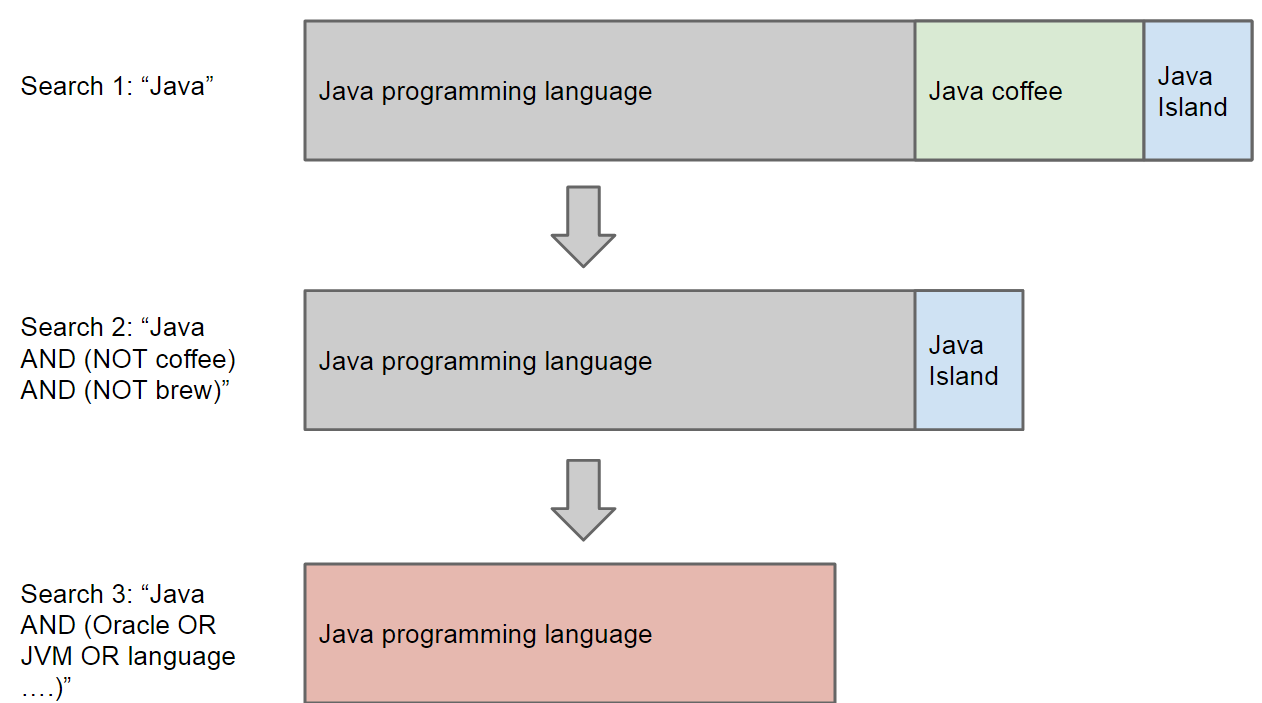 Search 1: “Java”
Java programming language
Java coffee
Java
Island
Search 2: “Java
AND (NOT coffee)
AND (NOT brew)”
Java programming language
Java
Island
Search 3: “Java
AND (Oracle OR
JVM OR language
….)”
Java programming language